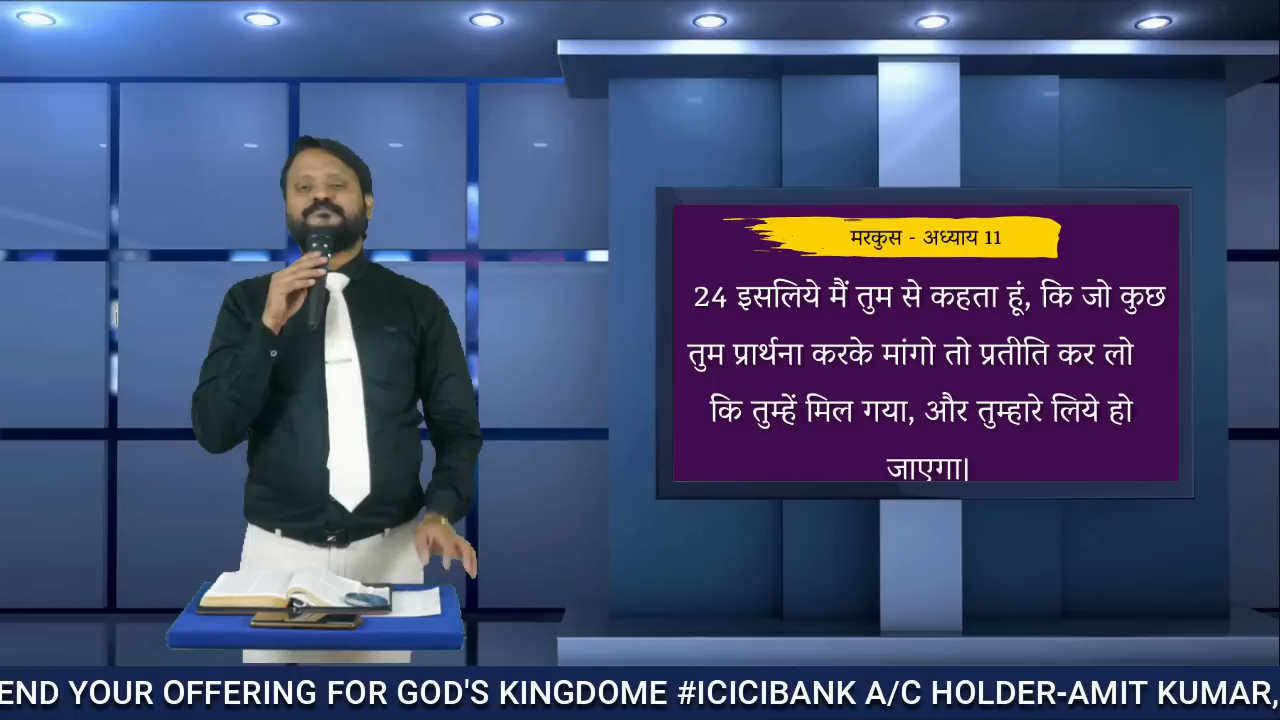 मरकुस - अध्याय 11
24 इसलिये मैं तुम से कहता हूं, कि जो कुछ
तुम प्रार्थना करके मांगो तो प्रतीति कर लो
कि तुम्हें मिल गया, और तुम्हारे लिये हो
जाएगा|
END YOUR OFFERING FOR GOD'S KINGDOME #ICICIBANK A/C HOLDER-AMIT KUMAR,